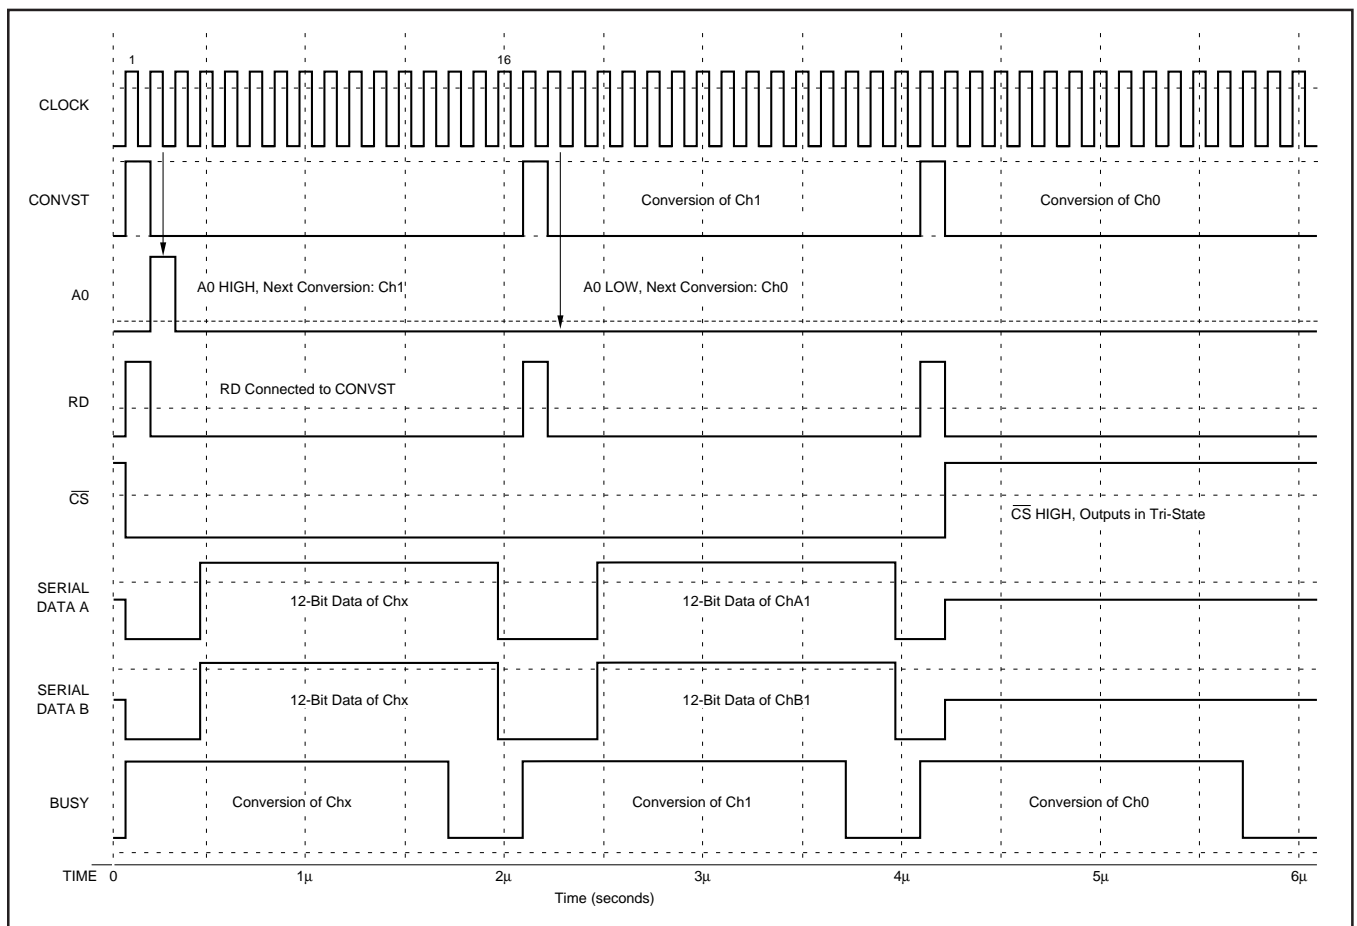 1
16
CLOCK
CONVST
Conversion of Ch1
Conversion of Ch0
A0
A0 HIGH, Next Conversion: Ch1
A0 LOW, Next Conversion: Ch0
RD
RD Connected to CONVST
C̅S̅
C̅S̅ HIGH, Outputs in Tri-State
SERIAL
DATA A
12-Bit Data of Chx
12-Bit Data of ChA1
SERIAL
DATA B
12-Bit Data of Chx
12-Bit Data of ChB1
BUSY
Conversion of Chx
Conversion of Ch1
Conversion of Ch0
TIME
0
1μ
2μ
3μ
4μ
5μ
6μ
Time (seconds)